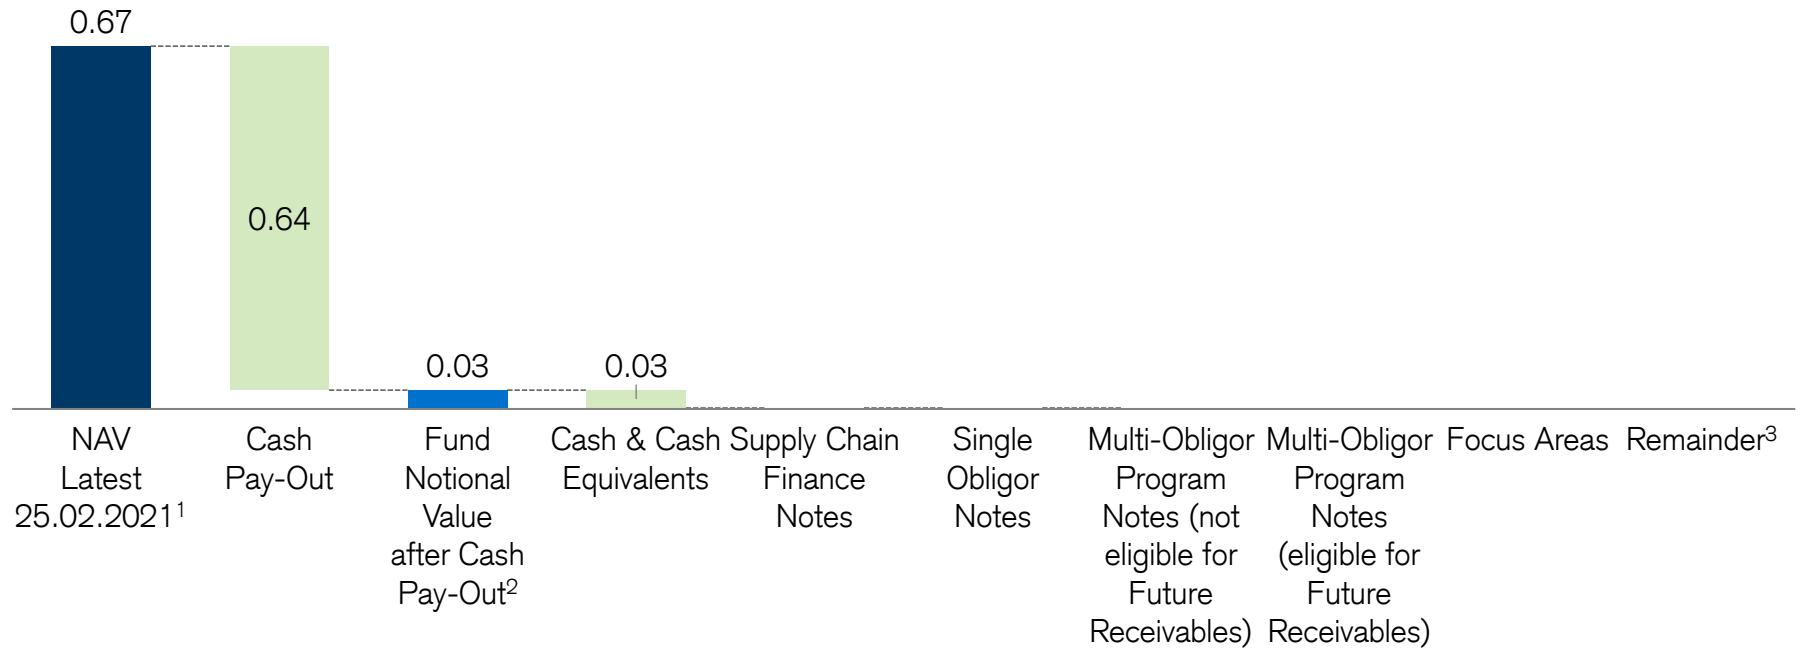 0.67
0.64
0.03
0.03
NAV
Latest
25.02.2021¹
Cash
Pay-Out
Fund
Notional
Value
after Cash
Pay-Out²
Cash & Cash
Equivalents
Supply Chain
Finance
Notes
Single
Obligor
Notes
Multi-Obligor
Program
Notes (not
eligible for
Future
Receivables)
Multi-Obligor
Program
Notes
(eligible for
Future
Receivables)
Focus Areas
Remainder³